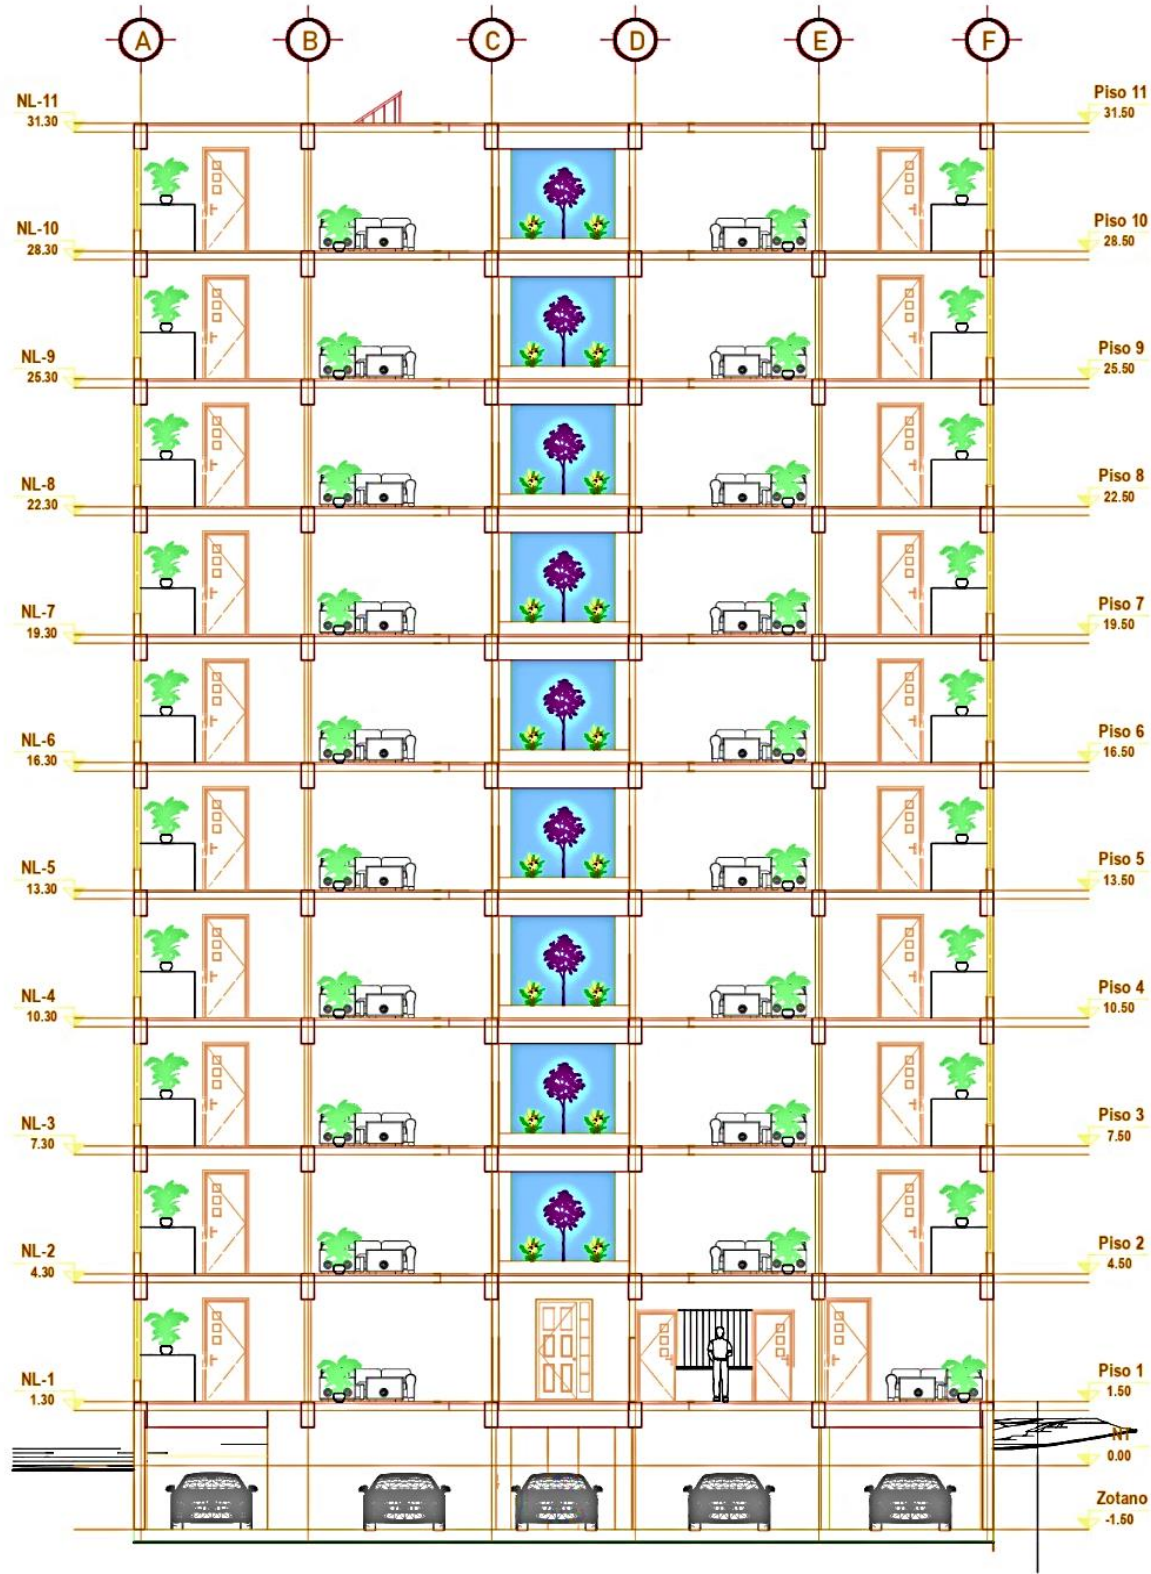 A B C D E F
NL-11
31.30
Piso 11
31.50
NL-10
28.30
Piso 10
28.50
NL-9
25.30
Piso 9
25.50
NL-8
22.30
Piso 8
22.50
NL-7
19.30
Piso 7
19.50
NL-6
16.30
Piso 6
16.50
NL-5
13.30
Piso 5
13.50
NL-4
10.30
Piso 4
10.50
NL-3
7.30
Piso 3
7.50
NL-2
4.30
Piso 2
4.50
NL-1
1.30
Piso 1
1.50
NT
0.00
Zotano
-1.50